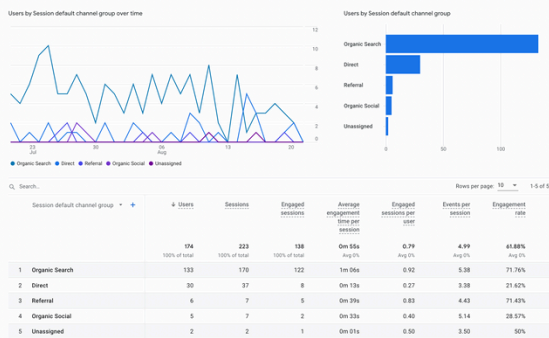 Users by Session default channel group over time
Users by Session default channel group
12
10
8
6
4
2
0
23
Jul
30
06
Aug
13
20
Organic Search
Direct
Referral
Organic Social
Unassigned
Organic Search
Direct
Referral
Organic Social
Unassigned
0
50
100
Search...
Rows per page: 10
1-5 of 5
Session default channel group
+
↓ Users
Sessions
Engaged sessions
Average engagement time per session
Engaged sessions per user
Events per session
Engagement rate
174 223 138 0m 55s 0.79 4.99 61.88%
100% of total 100% of total 100% of total Avg 0% Avg 0% Avg 0% Avg 0%
1 Organic Search 133 170 122 1m 06s 0.92 5.38 71.76%
2 Direct 30 37 8 0m 13s 0.27 3.38 21.62%
3 Referral 6 7 5 0m 39s 0.83 4.43 71.43%
4 Organic Social 5 7 2 0m 33s 0.40 5.14 28.57%
5 Unassigned 2 2 1 0m 01s 0.50 3.50 50%